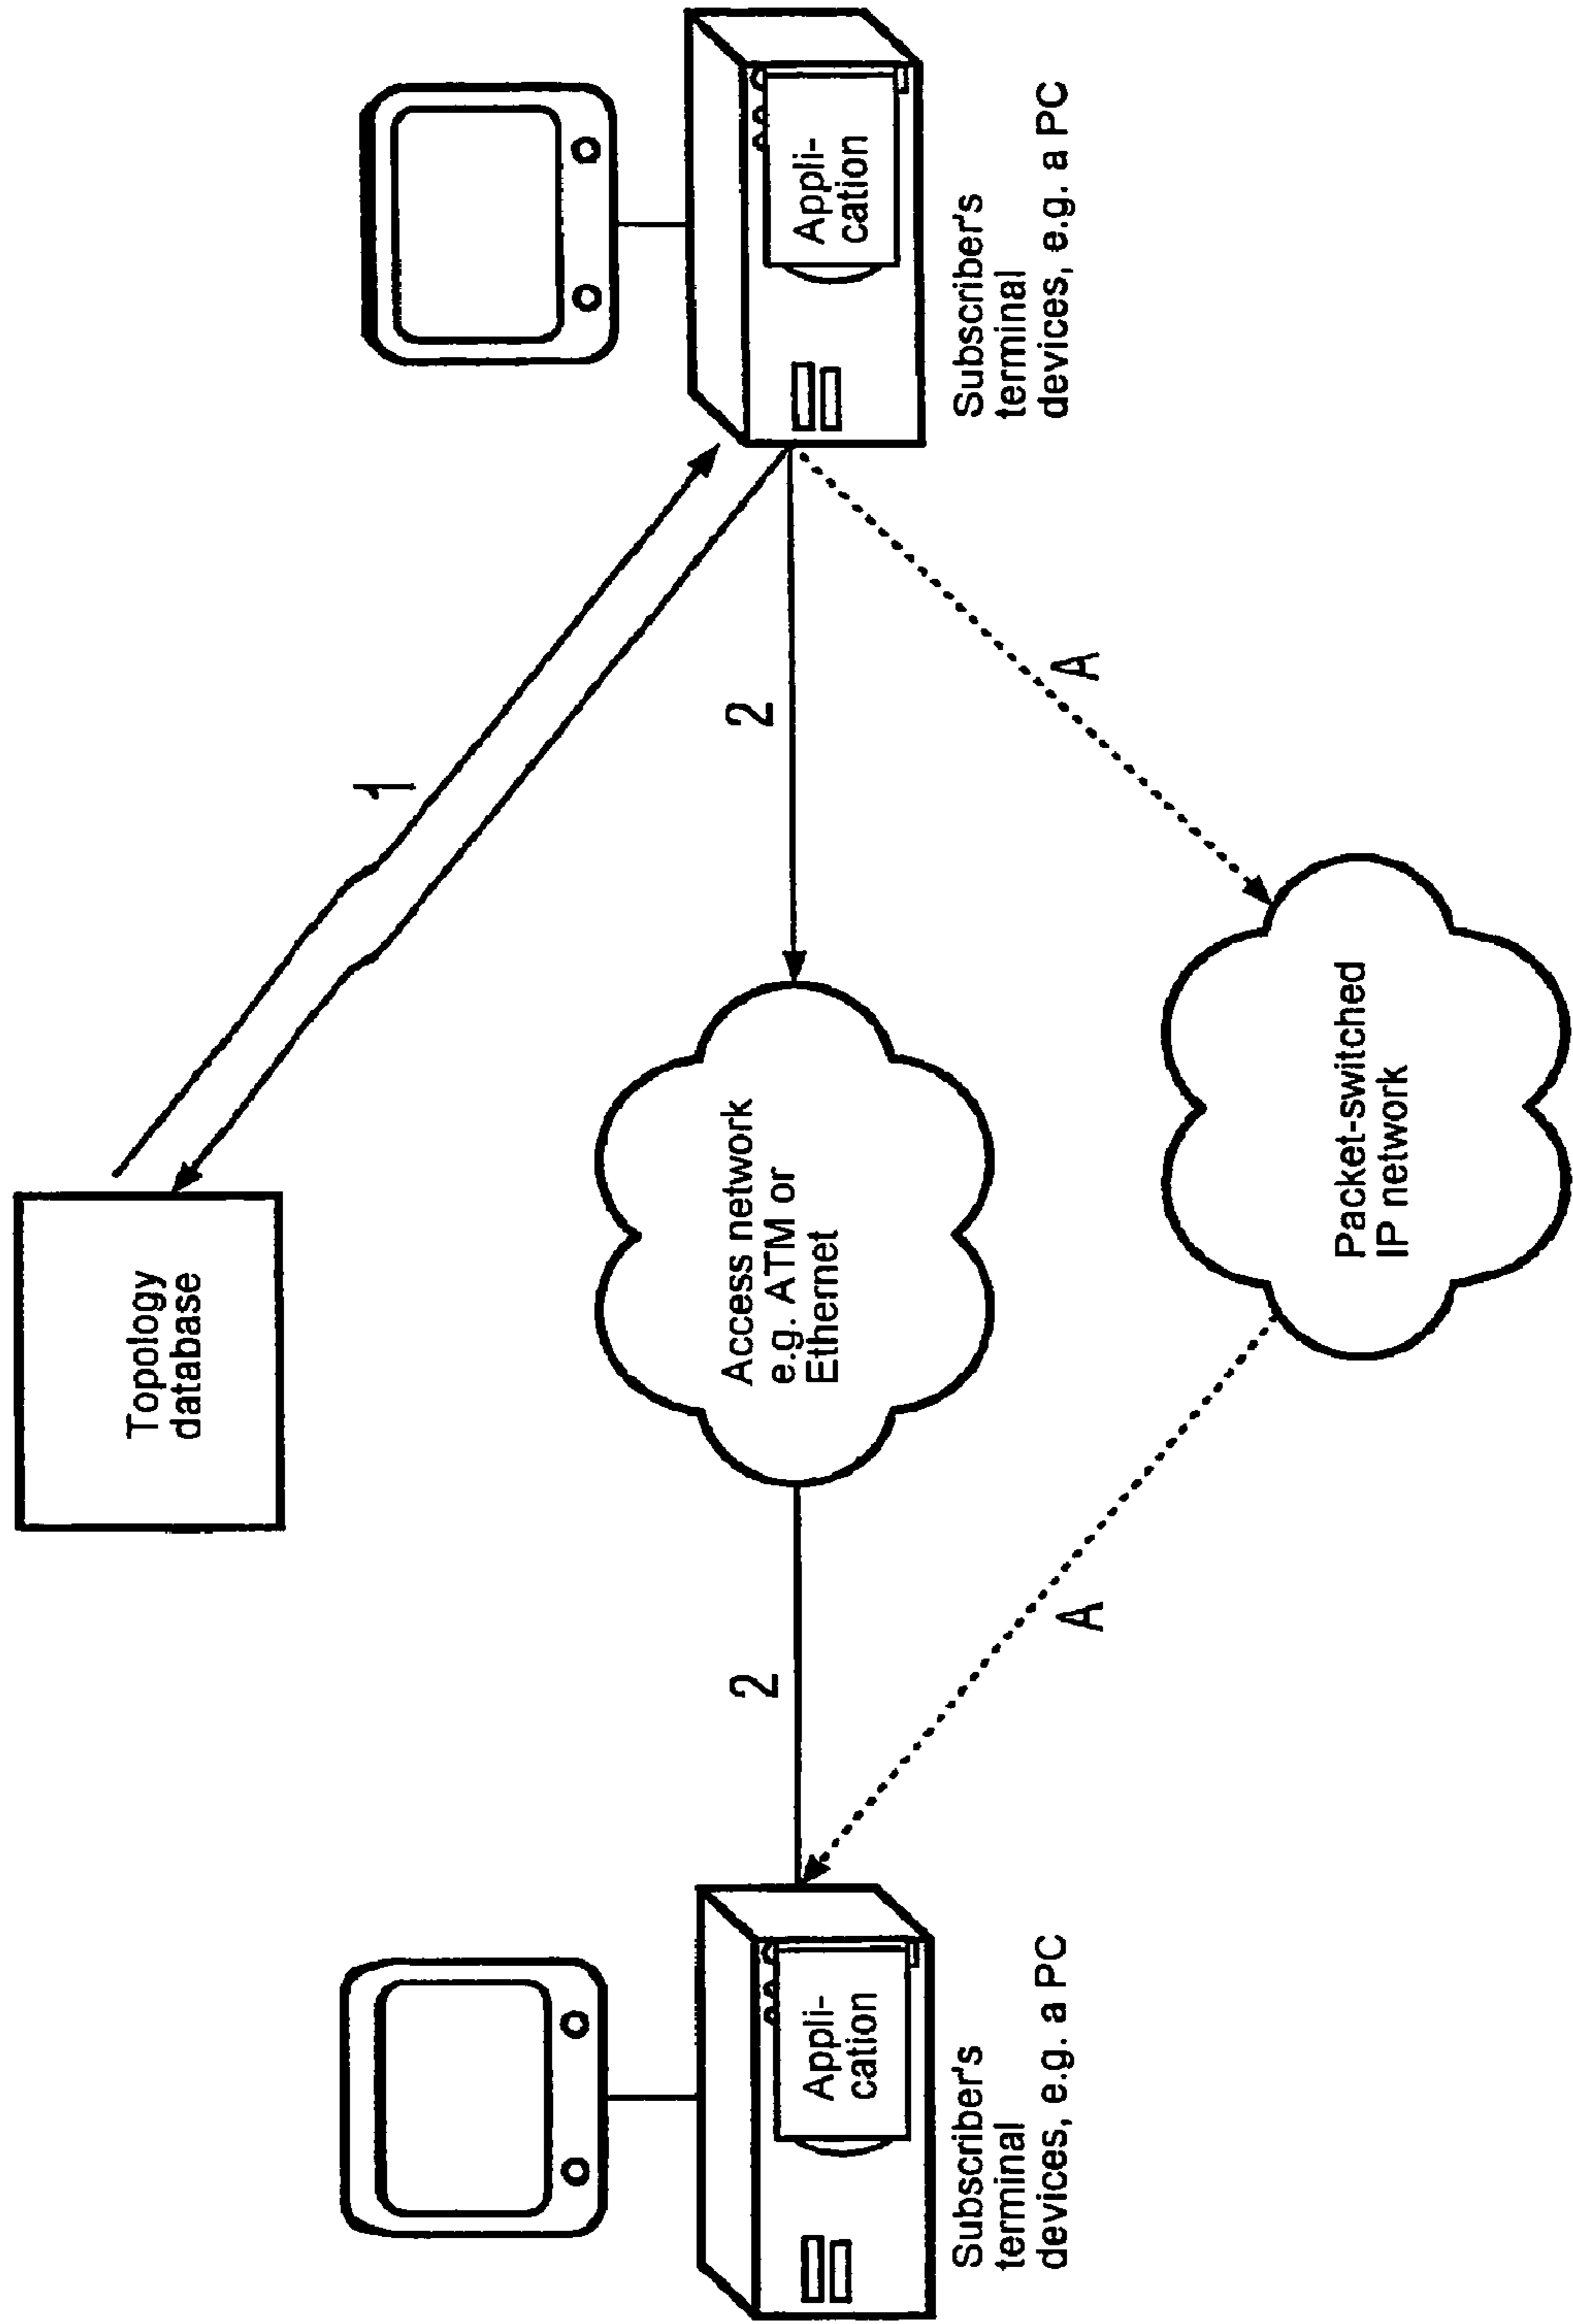 Topology
database
1
Appli-
cation
Subscriber's
terminal
devices, e.g. a PC
2
2
Access network
e.g. ATM or
Ethernet
Appli-
cation
Subscriber's
terminal
devices, e.g. a PC
A
A
Packet-switched
IP network